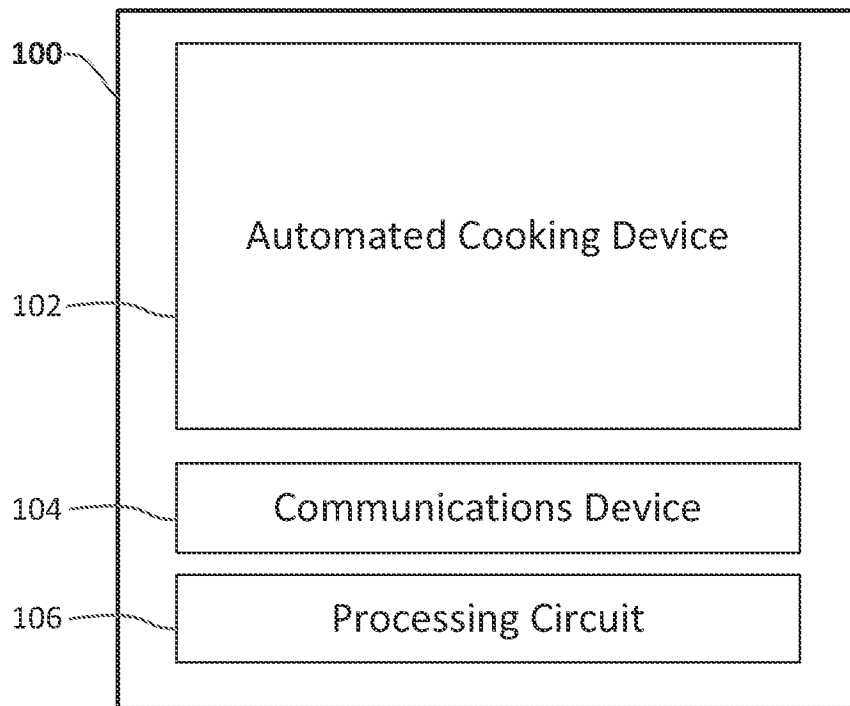 100
Automated Cooking Device
102
104
Communications Device
106
Processing Circuit